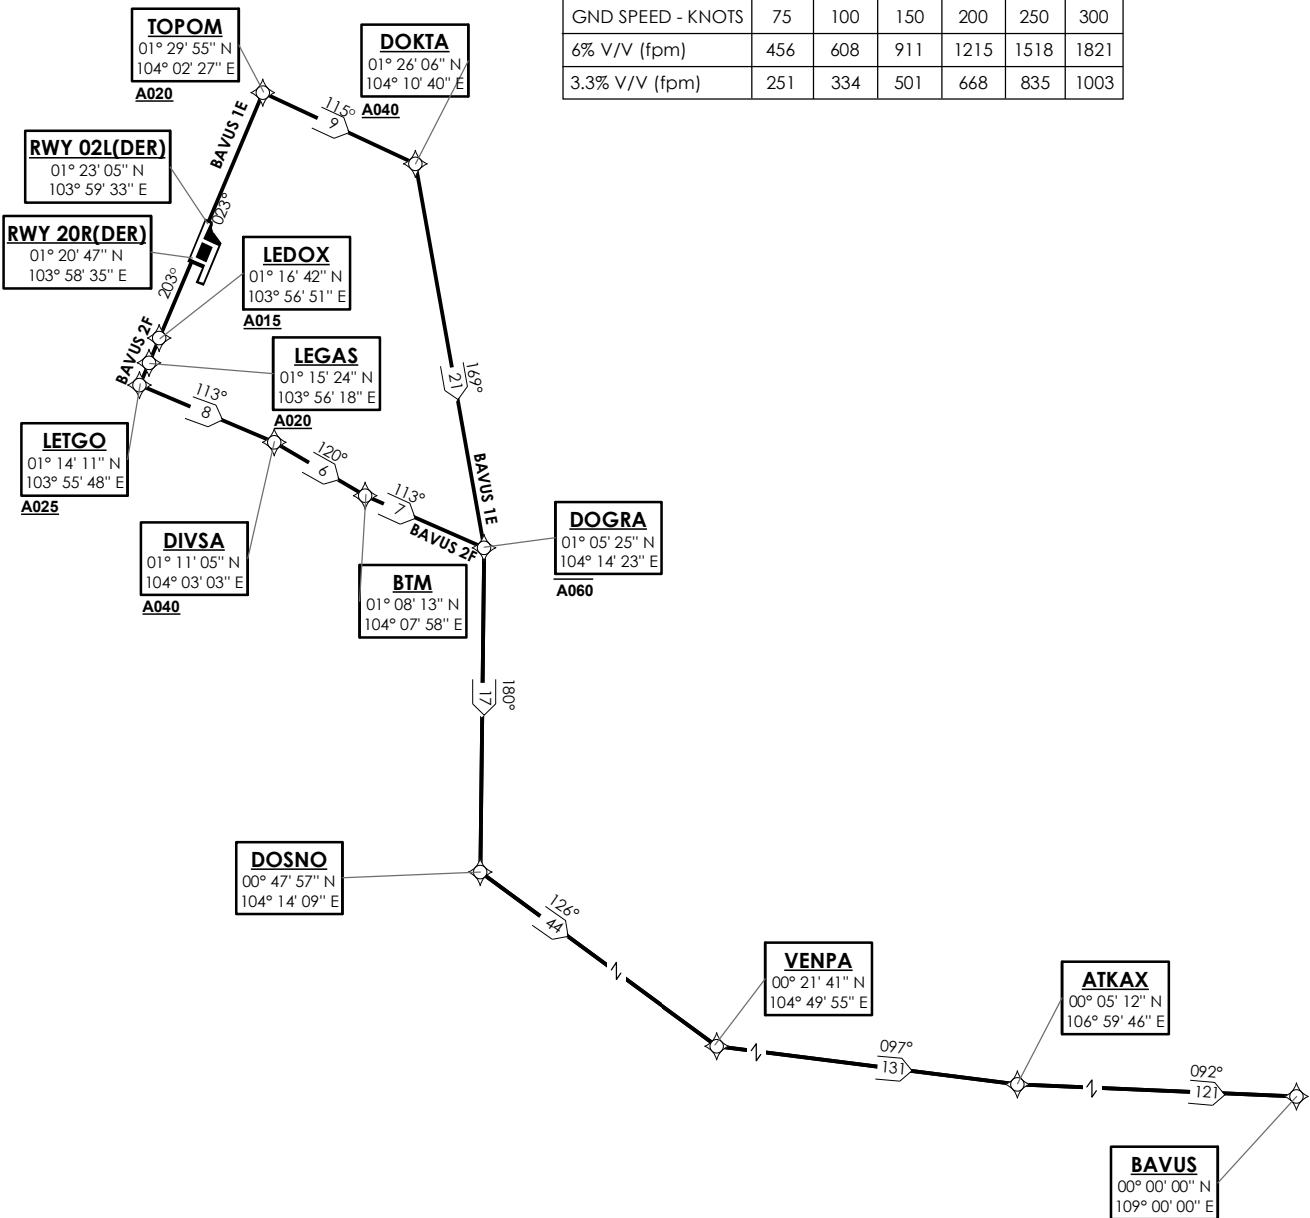 GND SPEED - KNOTS 75 100 150 200 250 300
6% V/V (fpm) 456 608 911 1215 1518 1821
3.3% V/V (fpm) 251 334 501 668 835 1003
TOPOM
01° 29' 55" N
104° 02' 27" E
A020
DOKTA
01° 26' 06" N
104° 10' 40" E
A040
115°
9
BAVUS 1E
023°
RWY 02L(DER)
01° 23' 05" N
103° 59' 33" E
RWY 20R(DER)
01° 20' 47" N
103° 58' 35" E
203°
LEDOX
01° 16' 42" N
103° 56' 51" E
A015
BAVUS 2F
LEGAS
01° 15' 24" N
103° 56' 18" E
A020
169°
21
BAVUS 1E
113°
8
LETGO
01° 14' 11" N
103° 55' 48" E
A025
120°
6
113°
7
BAVUS 2F
DIVSA
01° 11' 05" N
104° 03' 03" E
A040
BTM
01° 08' 13" N
104° 07' 58" E
DOGRA
01° 05' 25" N
104° 14' 23" E
A060
180°
17
DOSNO
00° 47' 57" N
104° 14' 09" E
126°
44
VENPA
00° 21' 41" N
104° 49' 55" E
097°
131
ATKAX
00° 05' 12" N
106° 59' 46" E
092°
121
BAVUS
00° 00' 00" N
109° 00' 00" E